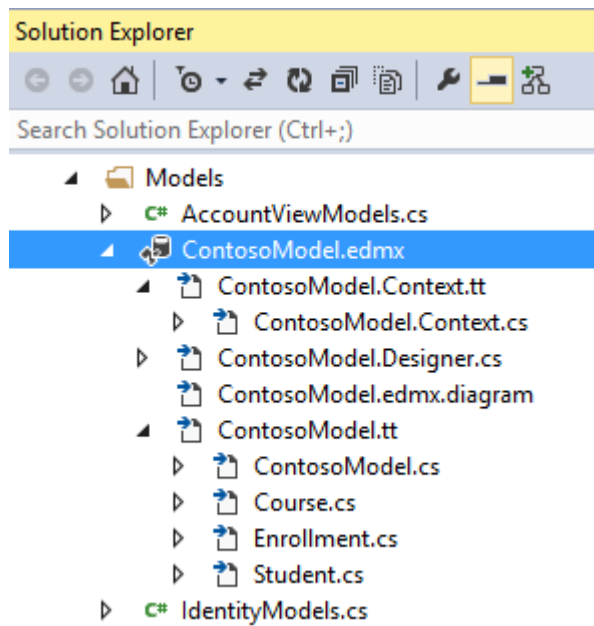 Solution Explorer
Search Solution Explorer (Ctrl+;)
Models
C# AccountViewModels.cs
ContosoModel.edmx
ContosoModel.Context.tt
ContosoModel.Context.cs
ContosoModel.Designer.cs
ContosoModel.edmx.diagram
ContosoModel.tt
ContosoModel.cs
Course.cs
Enrollment.cs
Student.cs
C# IdentityModels.cs